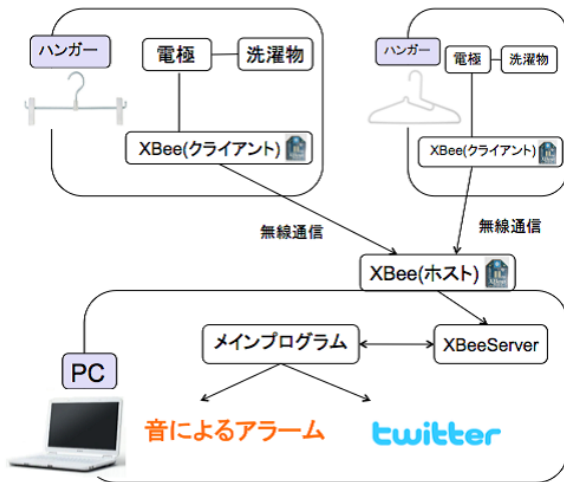 ハンガー
電極
洗濯物
XBee(クライアント)
ハンガー
電極
洗濯物
XBee(クライアント)
無線通信
無線通信
XBee(ホスト)
メインプログラム
XBeeServer
PC
音によるアラーム
twitter